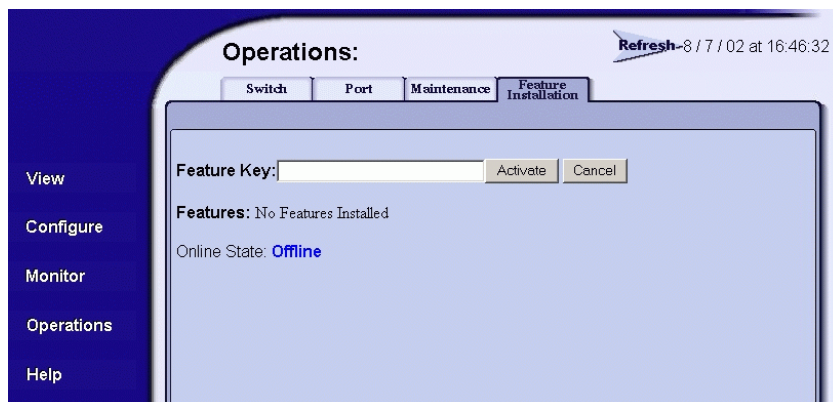 Operations:
Refresh-8 / 7 / 02 at 16:46:32
Switch
Port
Maintenance
Feature
Installation
View
Configure
Monitor
Operations
Help
Feature Key:
Activate
Cancel
Features: No Features Installed
Online State: Offline